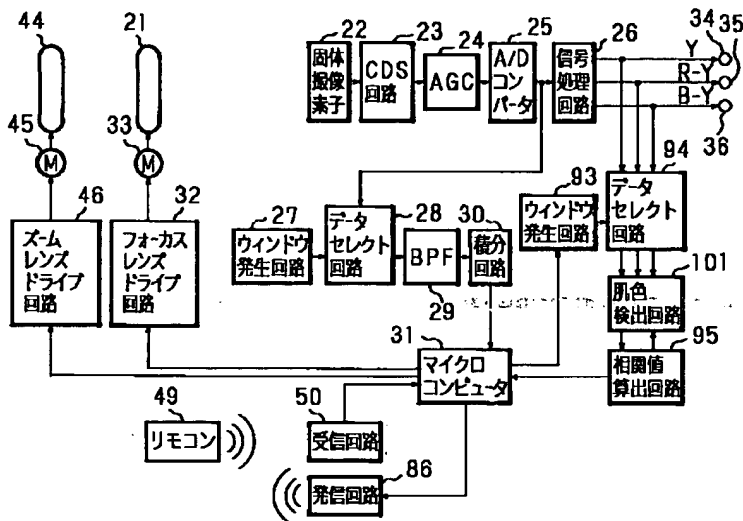 44
21
22
23
24
25
26
34
35
36
固体
撮像
素子
CDS
回路
AGC
A/D
コン
バータ
信号
処理
回路
Y
R-Y
B-Y
45
M
33
M
46
ズーム
レンズ
ドライブ
回路
32
フォーカス
レンズ
ドライブ
回路
27
ウィンドウ
発生回路
データ
セレクト
回路
28
BPF
29
30
積分
回路
93
ウィンドウ
発生回路
94
データ
セレクト
回路
101
肌色
検出回路
95
相関値
算出回路
31
マイクロ
コンピュータ
49
リモコン
50
受信回路
86
発信回路